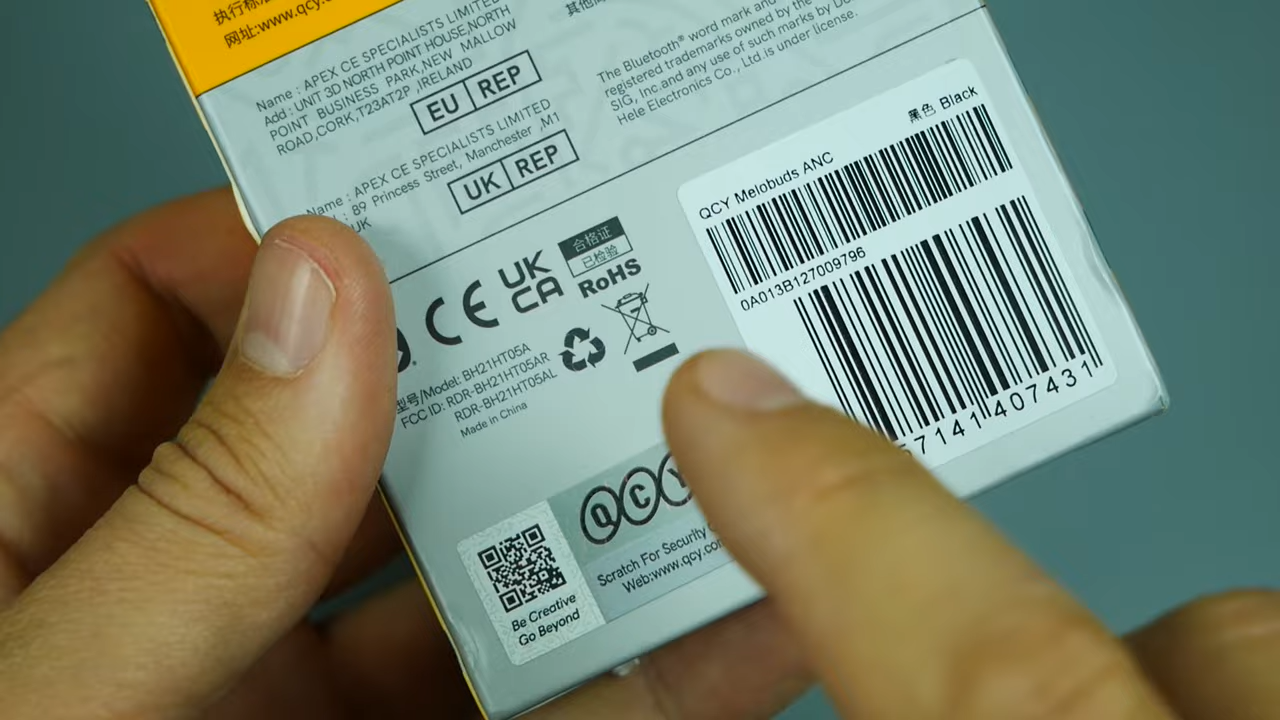 执行标准
网址:www.qcy.c
Name : APEX CE SPECIALISTS LIMITED
Add : UNIT 3D NORTH POINT HOUSE,NORTH
POINT BUSINESS PARK,NEW MALLOW
ROAD,CORK,T23AT2P ,IRELAND
EU REP
Name : APEX CE SPECIALISTS LIMITED
: 89 Princess Street, Manchester ,M1
UK
UK REP
其他
The Bluetooth® word mark and
registered trademarks owned by the
SIG, Inc.and any use of such marks by Do
Hele Electronics Co., Ltd.is under license.
CE
UK
CA
合格证
已检验
RoHS
型号/Model: BH21HT05A
FCC ID: RDR-BH21HT05AR
RDR-BH21HT05AL
Made in China
QCY Melobuds ANC
黑色 Black
0A013B127009796
57141407431
QCY
Scratch For Security
Web:www.qcy.com
Be Creative
Go Beyond